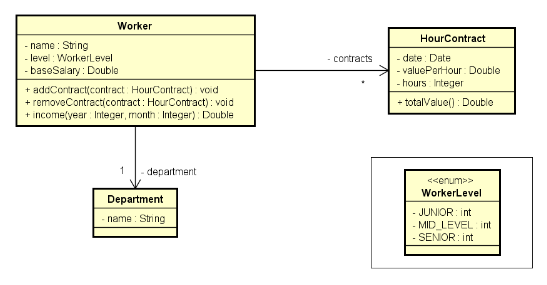 Worker
- name : String
- level : WorkerLevel
- baseSalary : Double
+ addContract(contract : HourContract) : void
+ removeContract(contract : HourContract) : void
+ income(year : Integer, month : Integer) : Double
- contracts
*
HourContract
- date : Date
- valuePerHour : Double
- hours : Integer
+ totalValue() : Double
1
- department
Department
- name : String
<<enum>>
WorkerLevel
- JUNIOR : int
- MID_LEVEL : int
- SENIOR : int